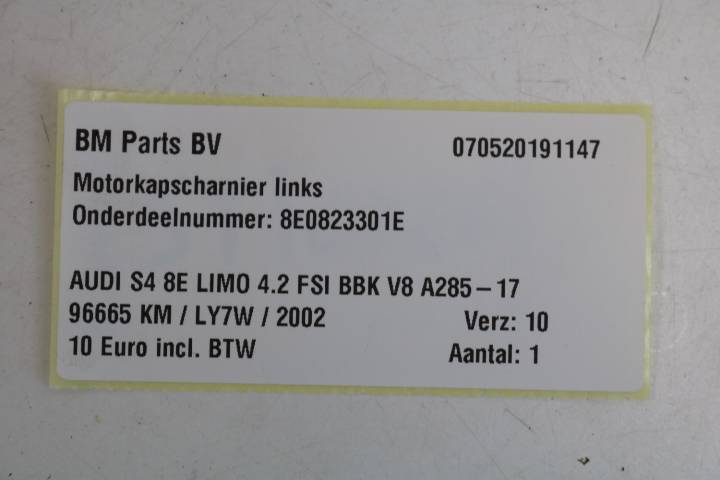 BM Parts BV 070520191147
Motorkapscharnier links
Onderdeelnummer: 8E0823301E
AUDI S4 8E LIMO 4.2 FSI BBK V8 A285-17
96665 KM / LY7W / 2002 Verz: 10
10 Euro incl. BTW Aantal: 1